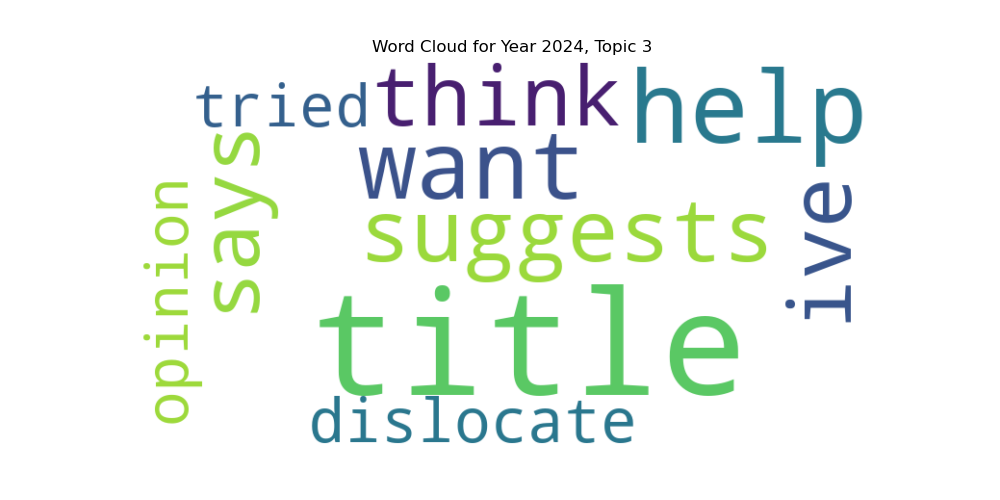 Word Cloud for Year 2024, Topic 3
tried
think
help
want
says
suggests
opinion
ive
title
dislocate